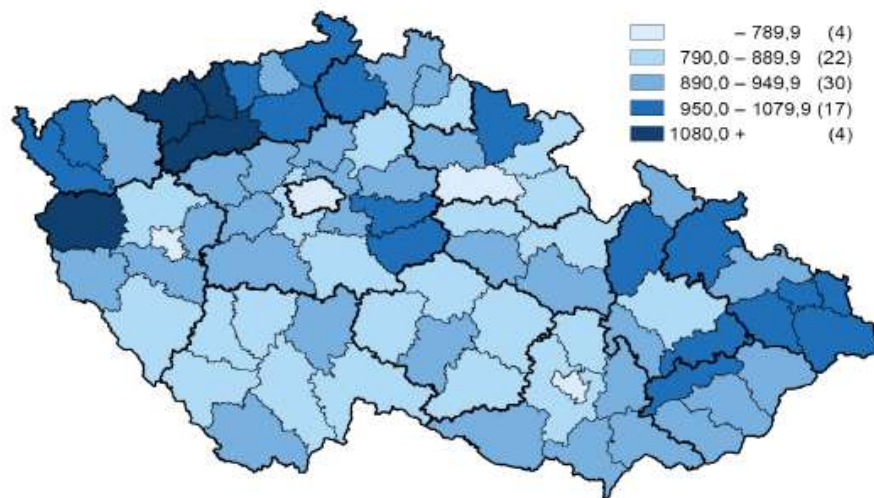 – 789,9 (4)
790,0 – 889,9 (22)
890,0 – 949,9 (30)
950,0 – 1079,9 (17)
1080,0 + (4)